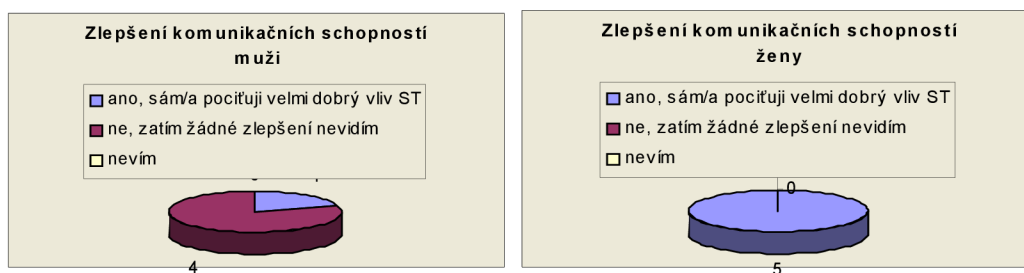 Zlepšení komunikačních schopností
muži
ano, sám/a pociťuji velmi dobrý vliv ST
ne, zatím žádné zlepšení nevidím
nevím
4
Zlepšení komunikačních schopností
ženy
ano, sám/a pociťuji velmi dobrý vliv ST
ne, zatím žádné zlepšení nevidím
nevím
0
5